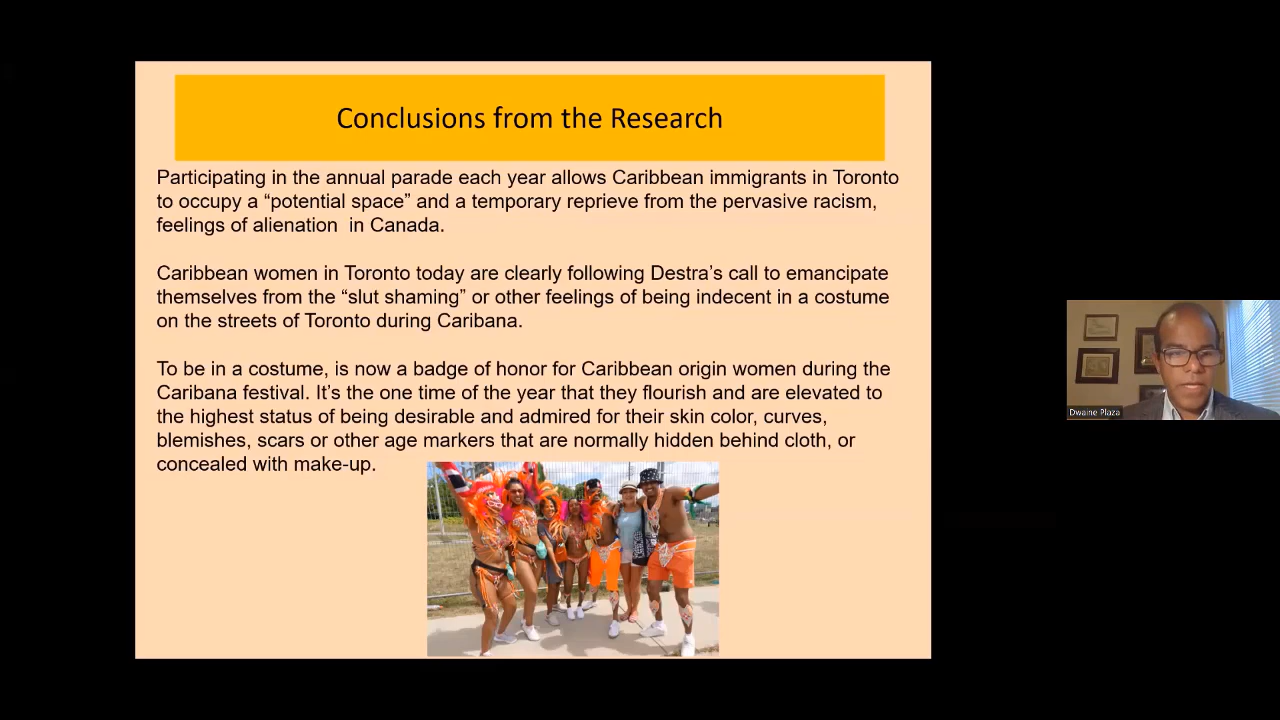 Conclusions from the Research
Participating in the annual parade each year allows Caribbean immigrants in Toronto
to occupy a “potential space” and a temporary reprieve from the pervasive racism,
feelings of alienation  in Canada.
Caribbean women in Toronto today are clearly following Destra’s call to emancipate
themselves from the “slut shaming” or other feelings of being indecent in a costume
on the streets of Toronto during Caribana.
To be in a costume, is now a badge of honor for Caribbean origin women during the
Caribana festival. It’s the one time of the year that they flourish and are elevated to
the highest status of being desirable and admired for their skin color, curves,
blemishes, scars or other age markers that are normally hidden behind cloth, or
concealed with make-up.
Dwaine Plaza